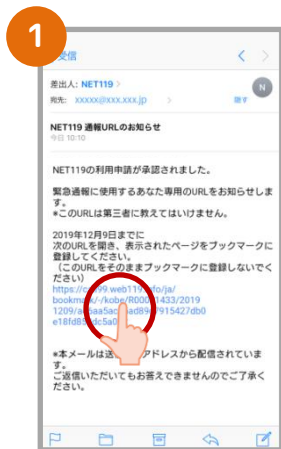 1
受信
差出人: NET119
宛先: xxxxx@xxx.xxx.jp
隠す
N
NET119 通報URLのお知らせ
今日 10:10
NET119の利用申請が承認されました。
緊急通報に使用するあなた専用のURLをお知らせしま
す。
*このURLは第三者に教えてはいけません。
2019年12月9日までに
次のURLを開き、表示されたページをブックマークに
登録してください。
(このURLをそのままブックマークに登録しないでく
ださい)
bookmark/-/kobe/R000 1433/2019
*本メールは送 アドレスから配信されていま
す。
ご返信いただいてもお答えできませんのでご了承く
ださい。